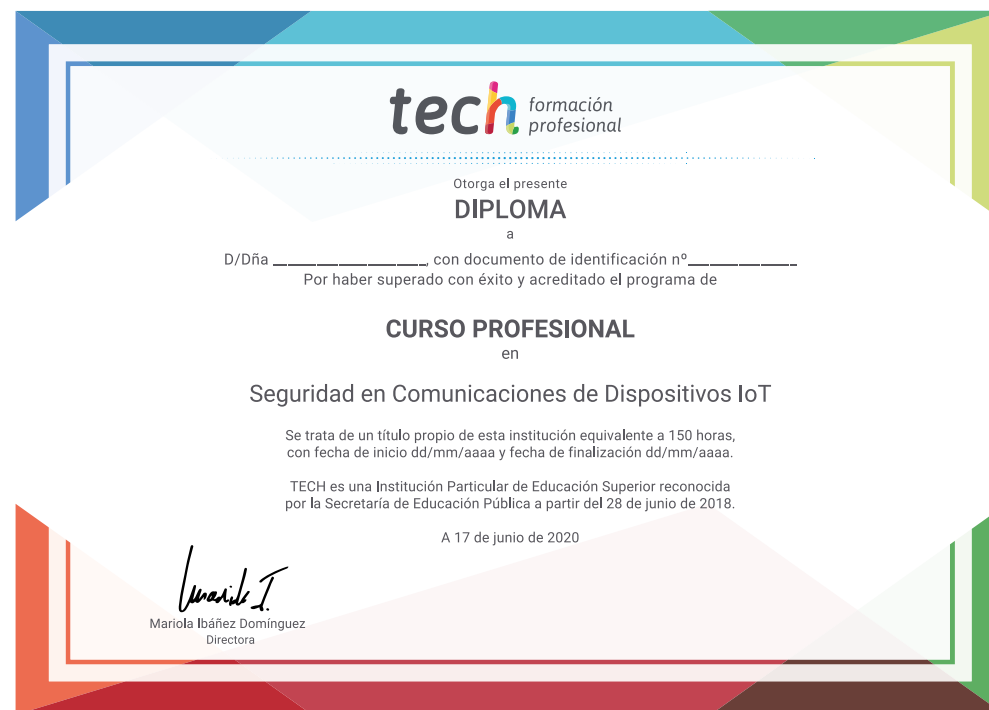 tech formación
profesional
Otorga el presente
DIPLOMA
a
D/Dña ____________________, con documento de identificación nº______________
Por haber superado con éxito y acreditado el programa de
CURSO PROFESIONAL
en
Seguridad en Comunicaciones de Dispositivos IoT
Se trata de un título propio de esta institución equivalente a 150 horas,
con fecha de inicio dd/mm/aaaa y fecha de finalización dd/mm/aaaa.
TECH es una Institución Particular de Educación Superior reconocida
por la Secretaría de Educación Pública a partir del 28 de junio de 2018.
A 17 de junio de 2020
Mariola Ibáñez Domínguez
Directora